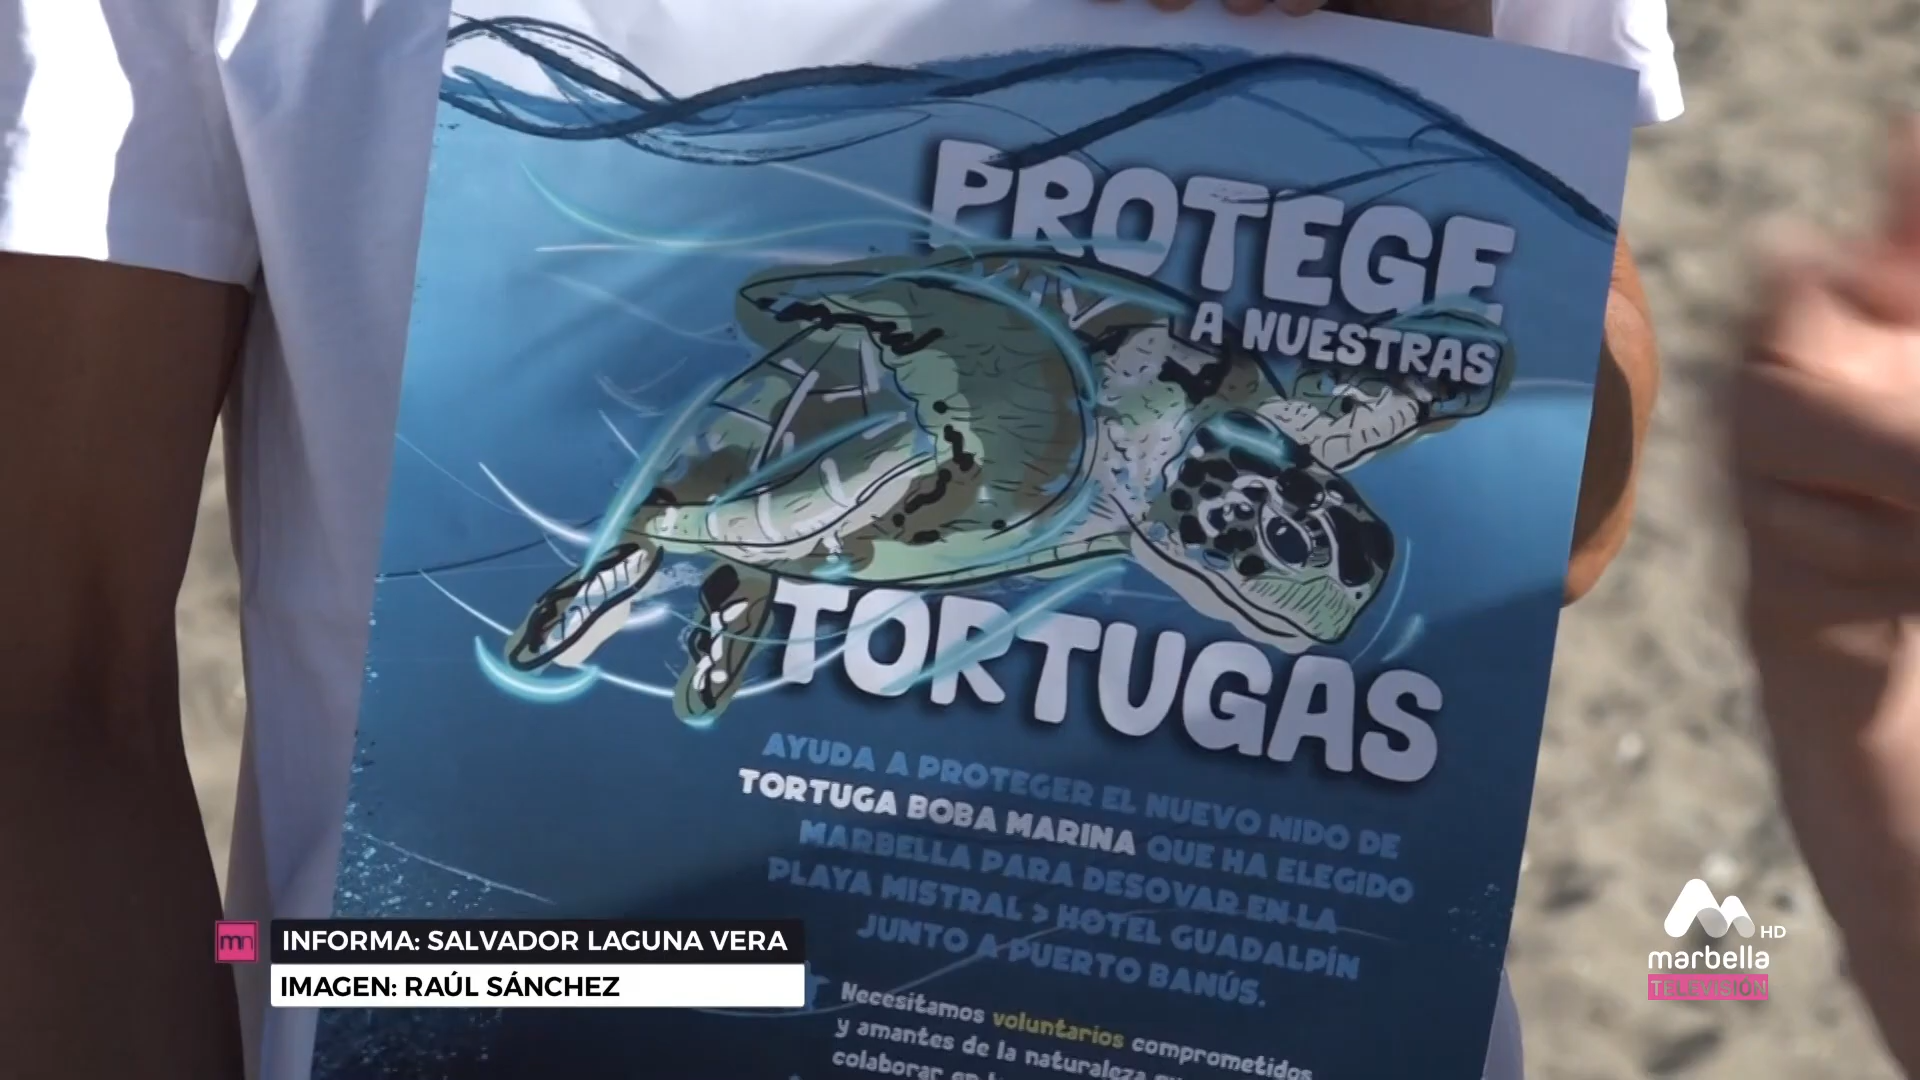 PROTEGE
A NUESTRAS
TORTUGAS
AYUDA A PROTEGER EL NUEVO NIDO DE
TORTUGA BOBA MARINA QUE HA ELEGIDO
MARBELLA PARA DESOVAR EN LA
PLAYA MISTRAL > HOTEL GUADALPÍN
JUNTO A PUERTO BANÚS.
Necesitamos voluntarios comprometidos
y amantes de la naturaleza
colaborar en
mn INFORMA: SALVADOR LAGUNA VERA
IMAGEN: RAÚL SÁNCHEZ
HD
marbella
TELEVISIÓN